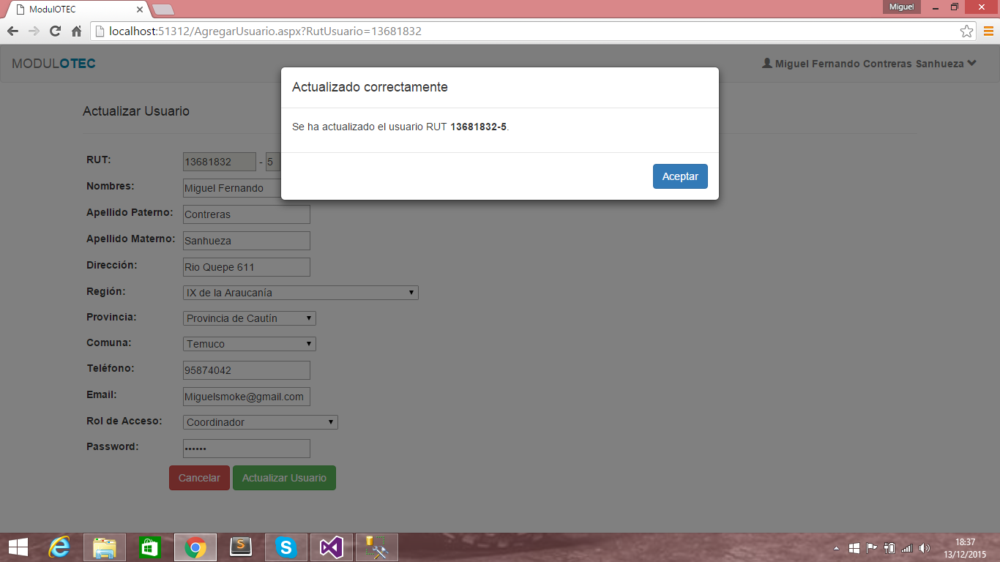 ModulOTEC
Miguel
localhost:51312/AgregarUsuario.aspx?RutUsuario=13681832
MODULOTEC
Miguel Fernando Contreras Sanhueza
Actualizado correctamente
Se ha actualizado el usuario RUT 13681832-5.
Aceptar
Actualizar Usuario
RUT: 13681832 - 5
Nombres: Miguel Fernando
Apellido Paterno: Contreras
Apellido Materno: Sanhueza
Dirección: Rio Quepe 611
Región: IX de la Araucanía
Provincia: Provincia de Cautín
Comuna: Temuco
Teléfono: 95874042
Email: Miguelsmoke@gmail.com
Rol de Acceso: Coordinador
Password: ••••••
Cancelar Actualizar Usuario
18:37
13/12/2015